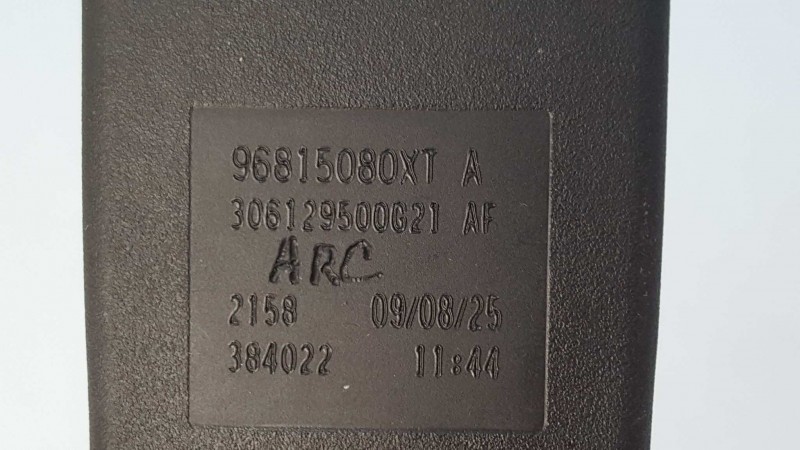 96815080XT A
306129500G21 AF
ARC
2158 09/08/25
384022 11:44